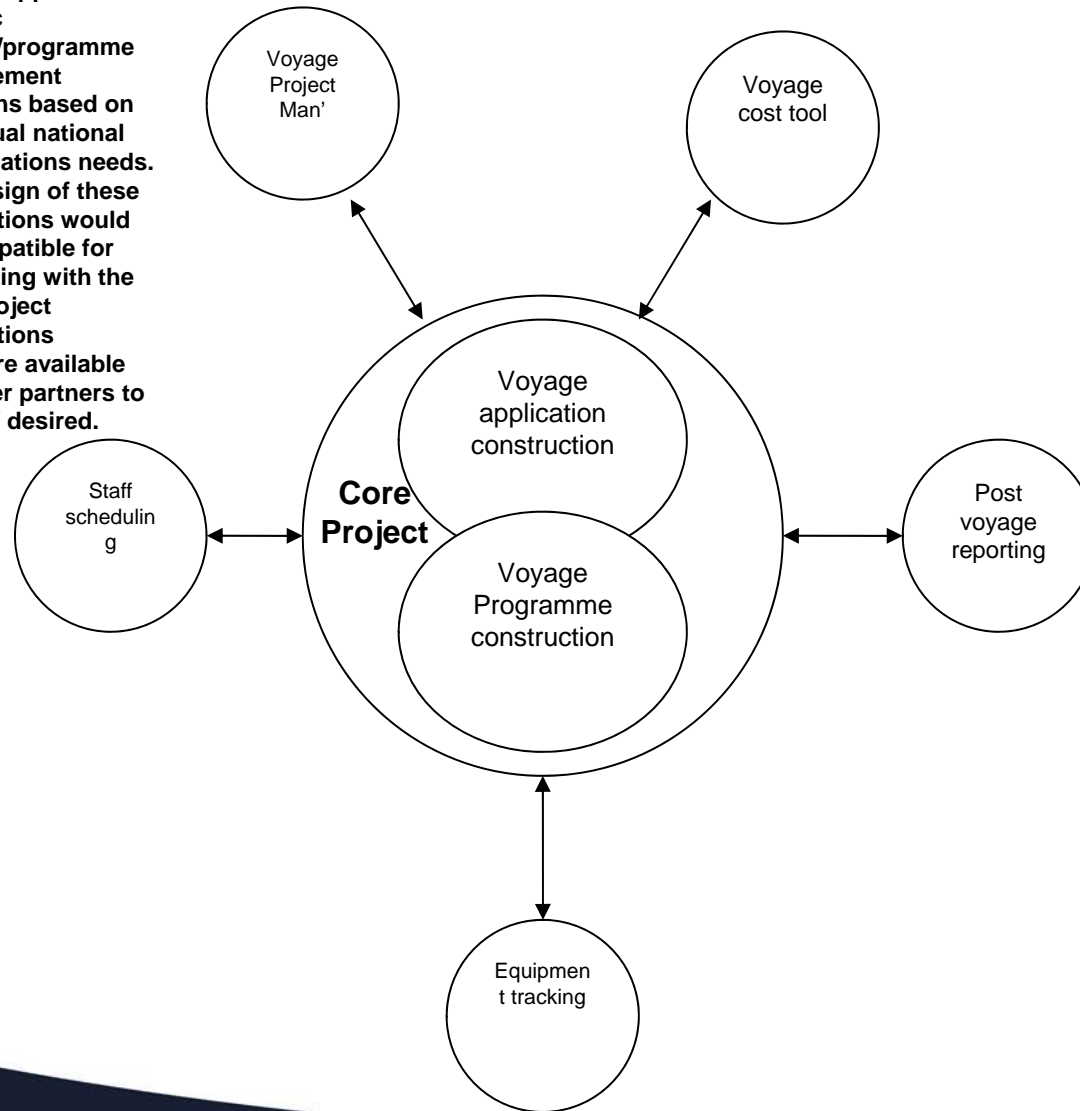 /programme
ement
ns based on
ual national
ations needs.
sign of these
tions would
patible for
ing with the
oject
tions
re available
er partners to
desired.
Voyage
Project
Man’
Voyage
cost tool
Voyage
application
construction
Core
Project
Voyage
Programme
construction
Staff
schedulin
g
Post
voyage
reporting
Equipmen
t tracking